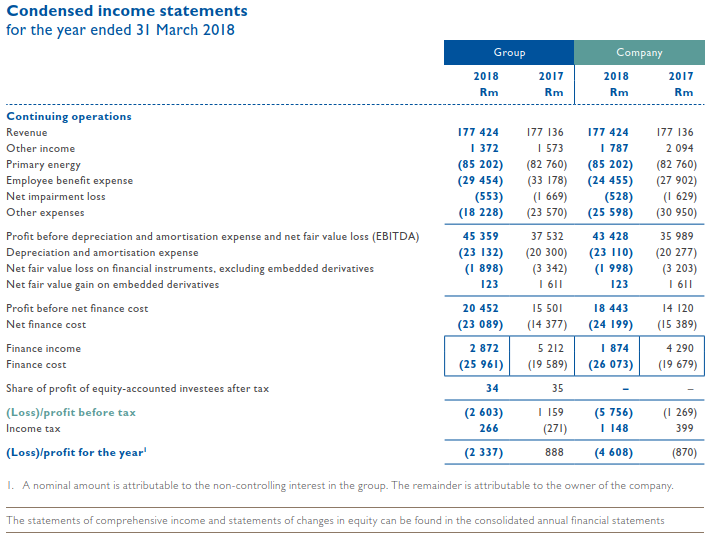 Condensed income statements
for the year ended 31 March 2018
Group Company
2018 2017 2018 2017
Rm Rm Rm Rm
Continuing operations
Revenue 177 424 177 136 177 424 177 136
Other income 1 372 1 573 1 787 2 094
Primary energy (85 202) (82 760) (85 202) (82 760)
Employee benefit expense (29 454) (33 178) (24 455) (27 902)
Net impairment loss (553) (1 669) (528) (1 629)
Other expenses (18 228) (23 570) (25 598) (30 950)
Profit before depreciation and amortisation expense and net fair value loss (EBITDA) 45 359 37 532 43 428 35 989
Depreciation and amortisation expense (23 132) (20 300) (23 110) (20 277)
Net fair value loss on financial instruments, excluding embedded derivatives (1 898) (3 342) (1 998) (3 203)
Net fair value gain on embedded derivatives 123 1 611 123 1 611
Profit before net finance cost 20 452 15 501 18 443 14 120
Net finance cost (23 089) (14 377) (24 199) (15 389)
Finance income 2 872 5 212 1 874 4 290
Finance cost (25 961) (19 589) (26 073) (19 679)
Share of profit of equity-accounted investees after tax 34 35 – –
(Loss)/profit before tax (2 603) 1 159 (5 756) (1 269)
Income tax 266 (271) 1 148 399
(Loss)/profit for the year¹ (2 337) 888 (4 608) (870)
1. A nominal amount is attributable to the non-controlling interest in the group. The remainder is attributable to the owner of the company.
The statements of comprehensive income and statements of changes in equity can be found in the consolidated annual financial statements